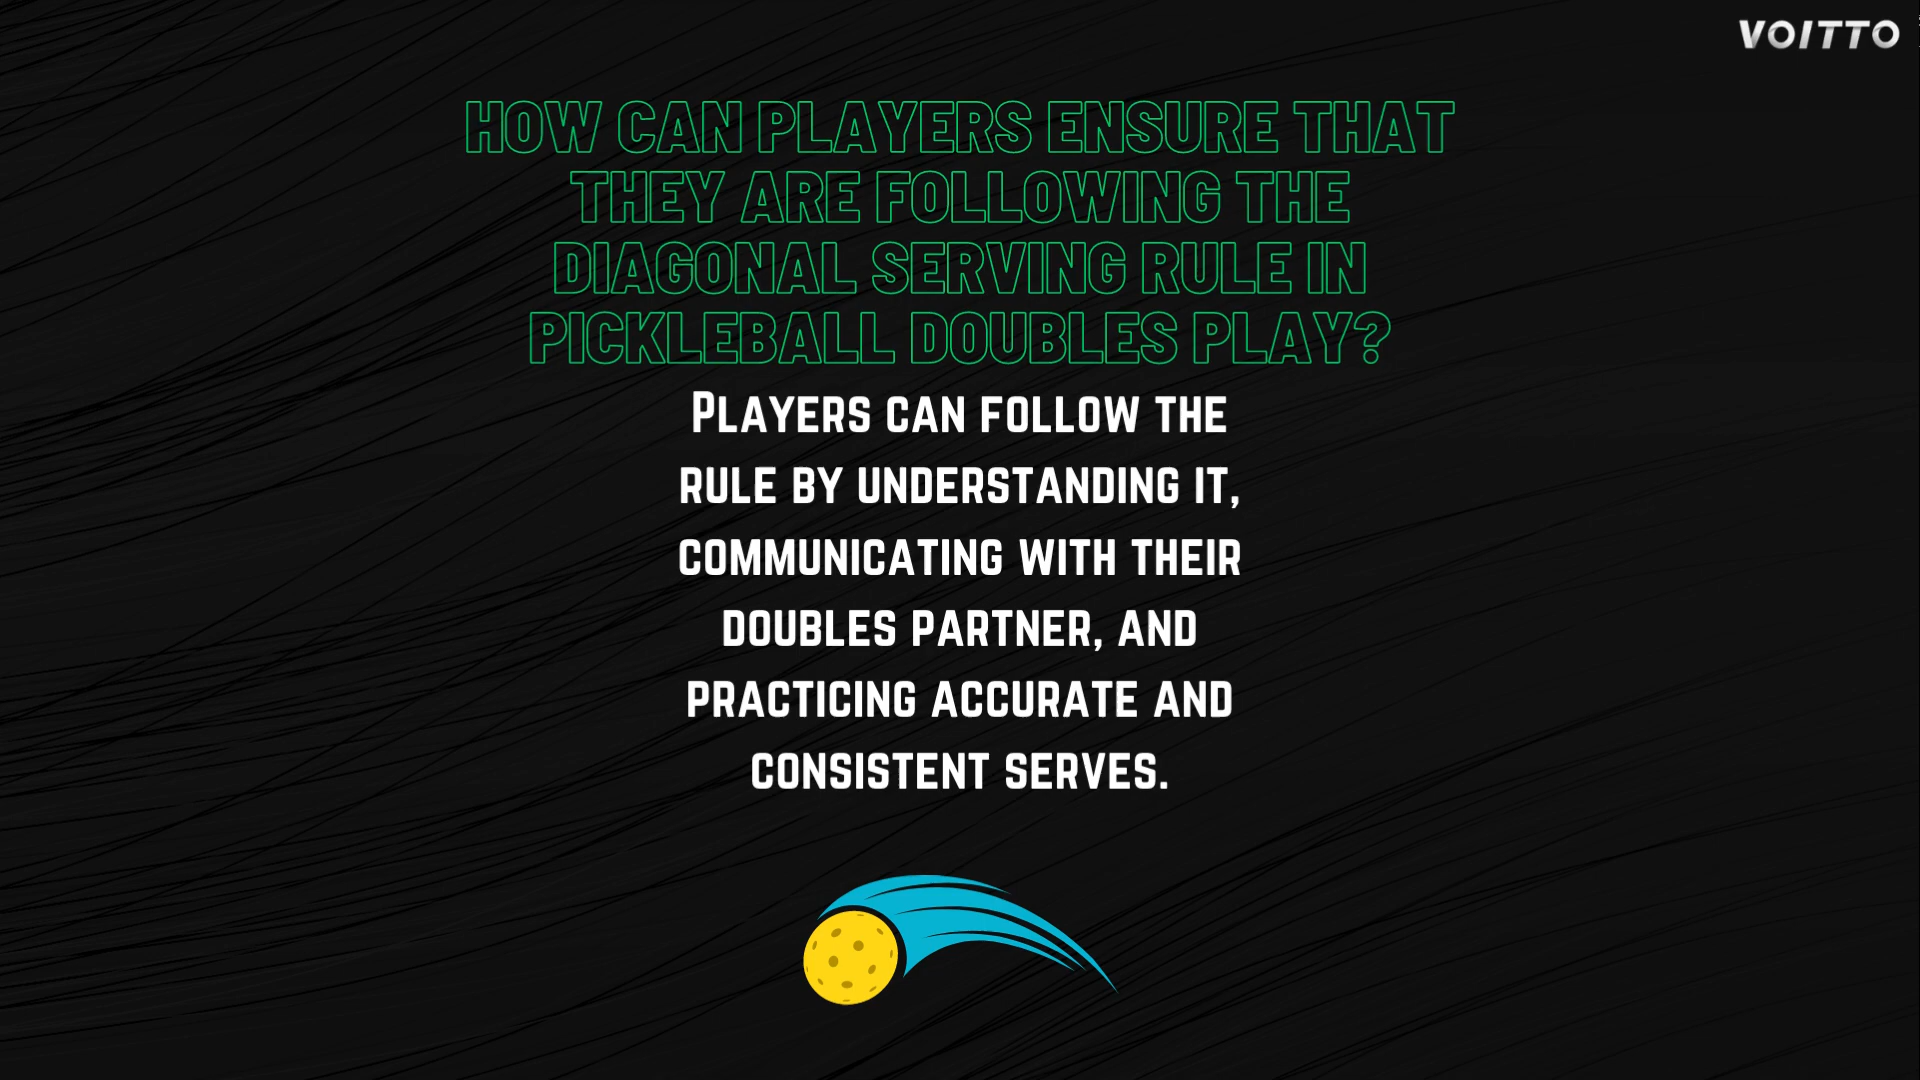 VOITTO
HOW CAN PLAYERS ENSURE THAT
THEY ARE FOLLOWING THE
DIAGONAL SERVING RULE IN
PICKLEBALL DOUBLES PLAY?
PLAYERS CAN FOLLOW THE
RULE BY UNDERSTANDING IT,
COMMUNICATING WITH THEIR
DOUBLES PARTNER, AND
PRACTICING ACCURATE AND
CONSISTENT SERVES.